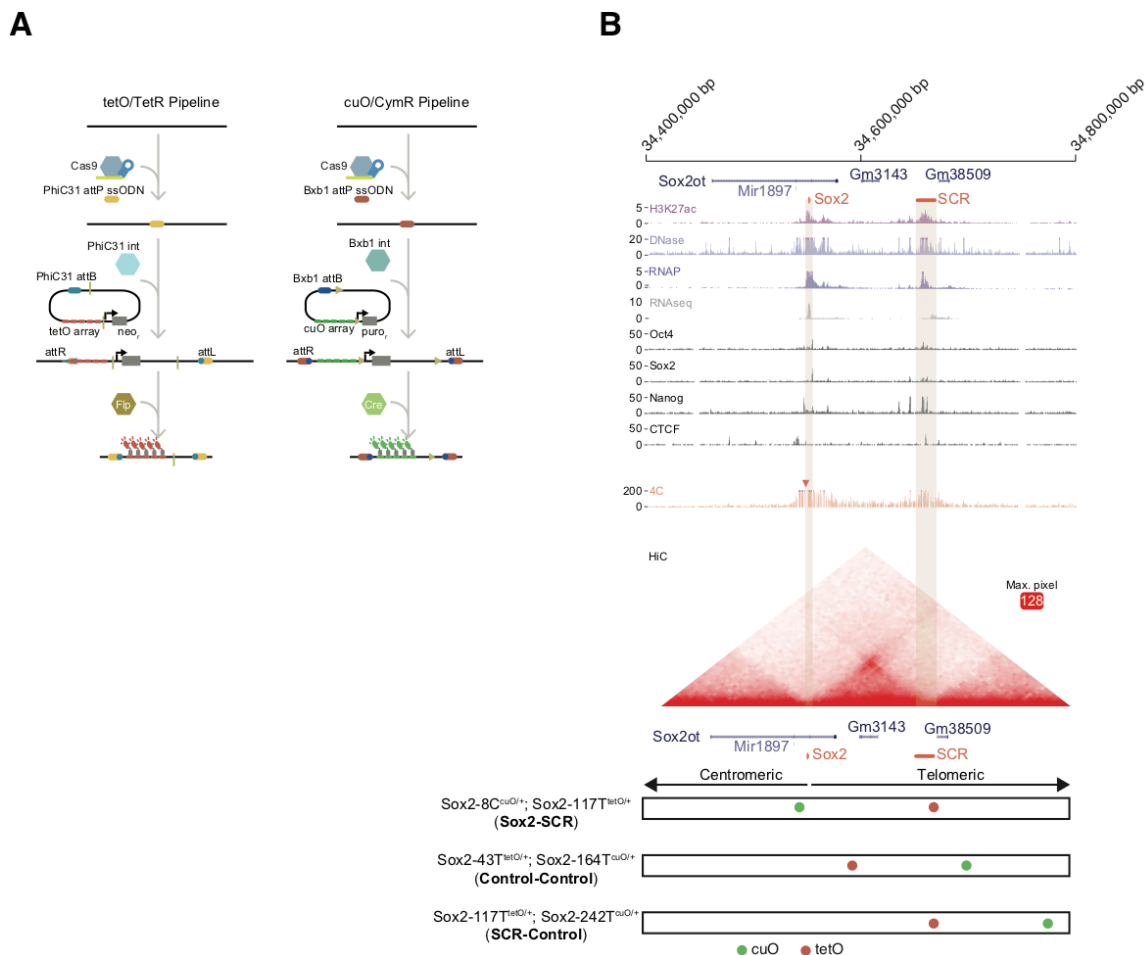 A
B
tetO/TetR Pipeline
cuO/CymR Pipeline
Cas9
PhiC31 attP ssODN
Cas9
Bxb1 attP ssODN
PhiC31 int
Bxb1 int
PhiC31 attB
Bxb1 attB
tetO array
neor
cuO array
puror
attR
attL
attR
attL
Flp
Cre
34,400,000 bp
34,600,000 bp
34,800,000 bp
Sox2ot
Mir1897
Gm3143
Gm38509
Sox2
SCR
5
H3K27ac
0
20
DNase
0
5
RNAP
0
10
RNAseq
0
50
Oct4
0
50
Sox2
0
50
Nanog
0
50
CTCF
0
200
4C
0
HiC
Max. pixel
128
Sox2ot
Mir1897
Gm3143
Gm38509
Sox2
SCR
Centromeric
Telomeric
Sox2-8CcuO/+; Sox2-117TtetO/+
(Sox2-SCR)
Sox2-43TtetO/+; Sox2-164TcuO/+
(Control-Control)
Sox2-117TtetO/+; Sox2-242TcuO/+
(SCR-Control)
cuO
tetO